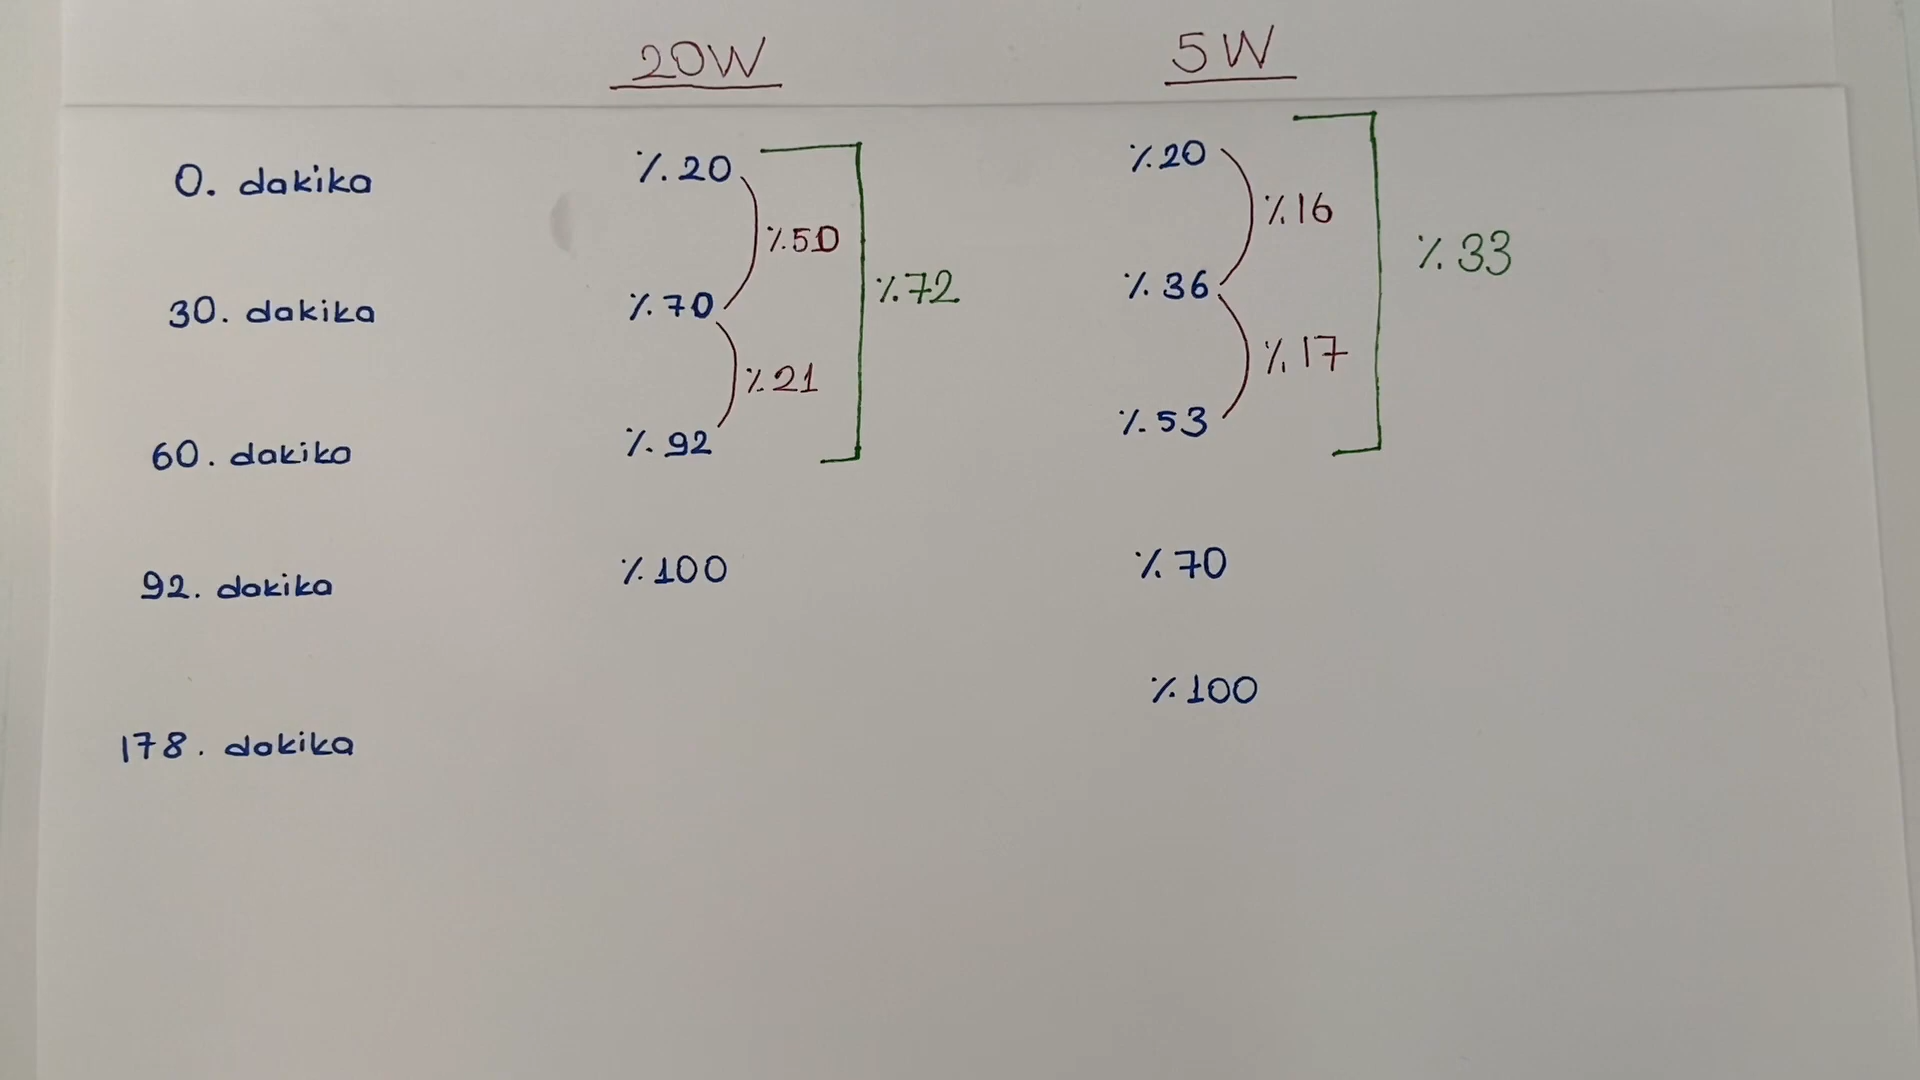 20W 5W
0. dakika %20 %20
%50 %16
30. dakika %70 %36
%72 %33
%21 %17
60. dakika %92 %53
92. dakika %100 %70
178. dakika %100